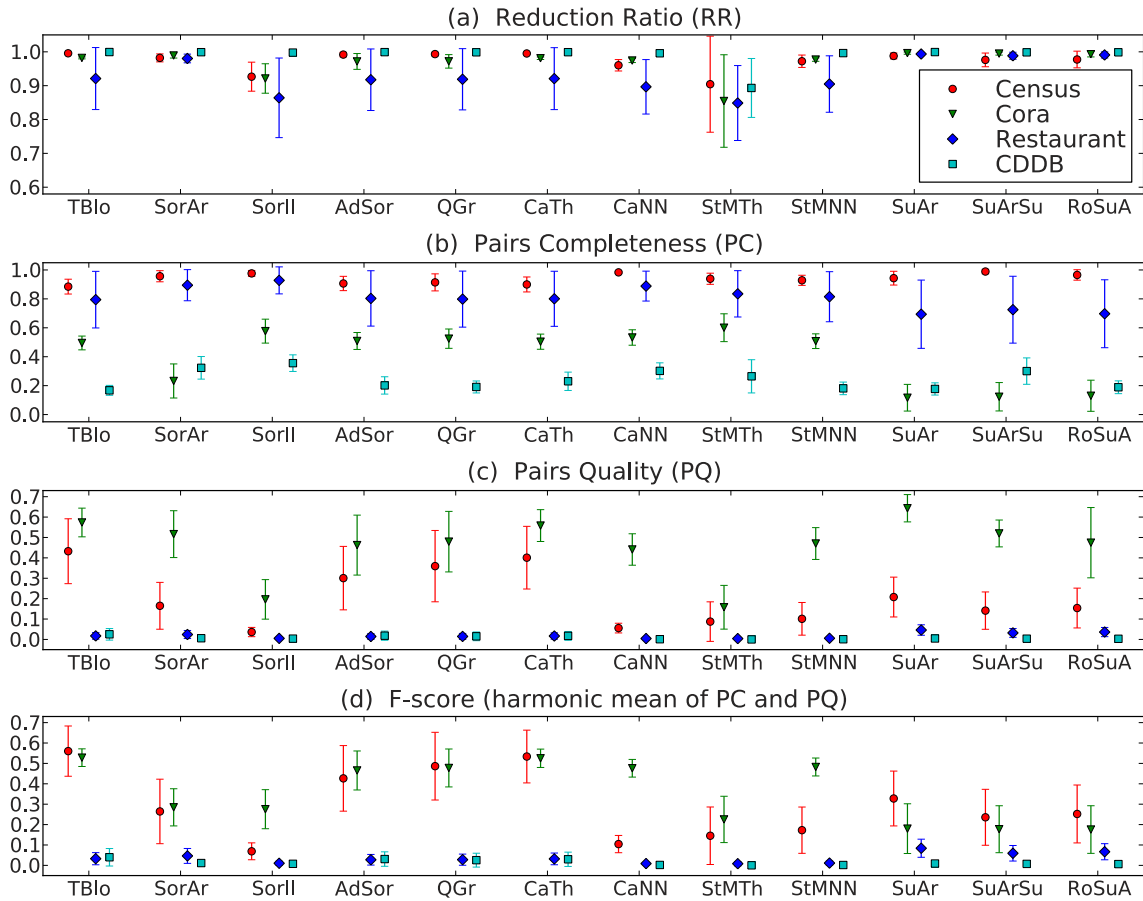 (a) Reduction Ratio (RR)
1.0
0.9
0.8
0.7
0.6
Census
Cora
Restaurant
CDDB
TBlo SorAr SorII AdSor QGr CaTh CaNN StMTh StMNN SuAr SuArSu RoSuA
(b) Pairs Completeness (PC)
1.0
0.8
0.6
0.4
0.2
0.0
TBlo SorAr SorII AdSor QGr CaTh CaNN StMTh StMNN SuAr SuArSu RoSuA
(c) Pairs Quality (PQ)
0.7
0.6
0.5
0.4
0.3
0.2
0.1
0.0
TBlo SorAr SorII AdSor QGr CaTh CaNN StMTh StMNN SuAr SuArSu RoSuA
(d) F-score (harmonic mean of PC and PQ)
0.7
0.6
0.5
0.4
0.3
0.2
0.1
0.0
TBlo SorAr SorII AdSor QGr CaTh CaNN StMTh StMNN SuAr SuArSu RoSuA